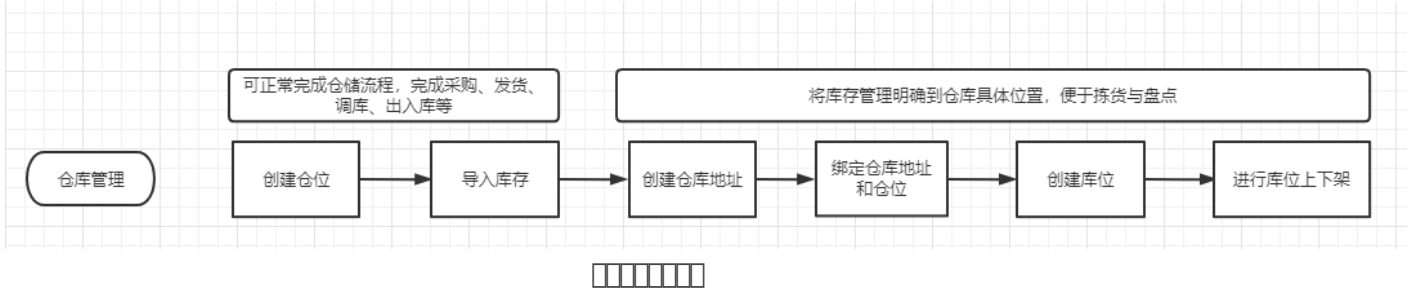 可正常完成仓储流程，完成采购、发货、
调库、出入库等
将库存管理明确到仓库具体位置，便于拣货与盘点
仓库管理
创建仓位
导入库存
创建仓库地址
绑定仓库地址
和仓位
创建库位
进行库位上下架